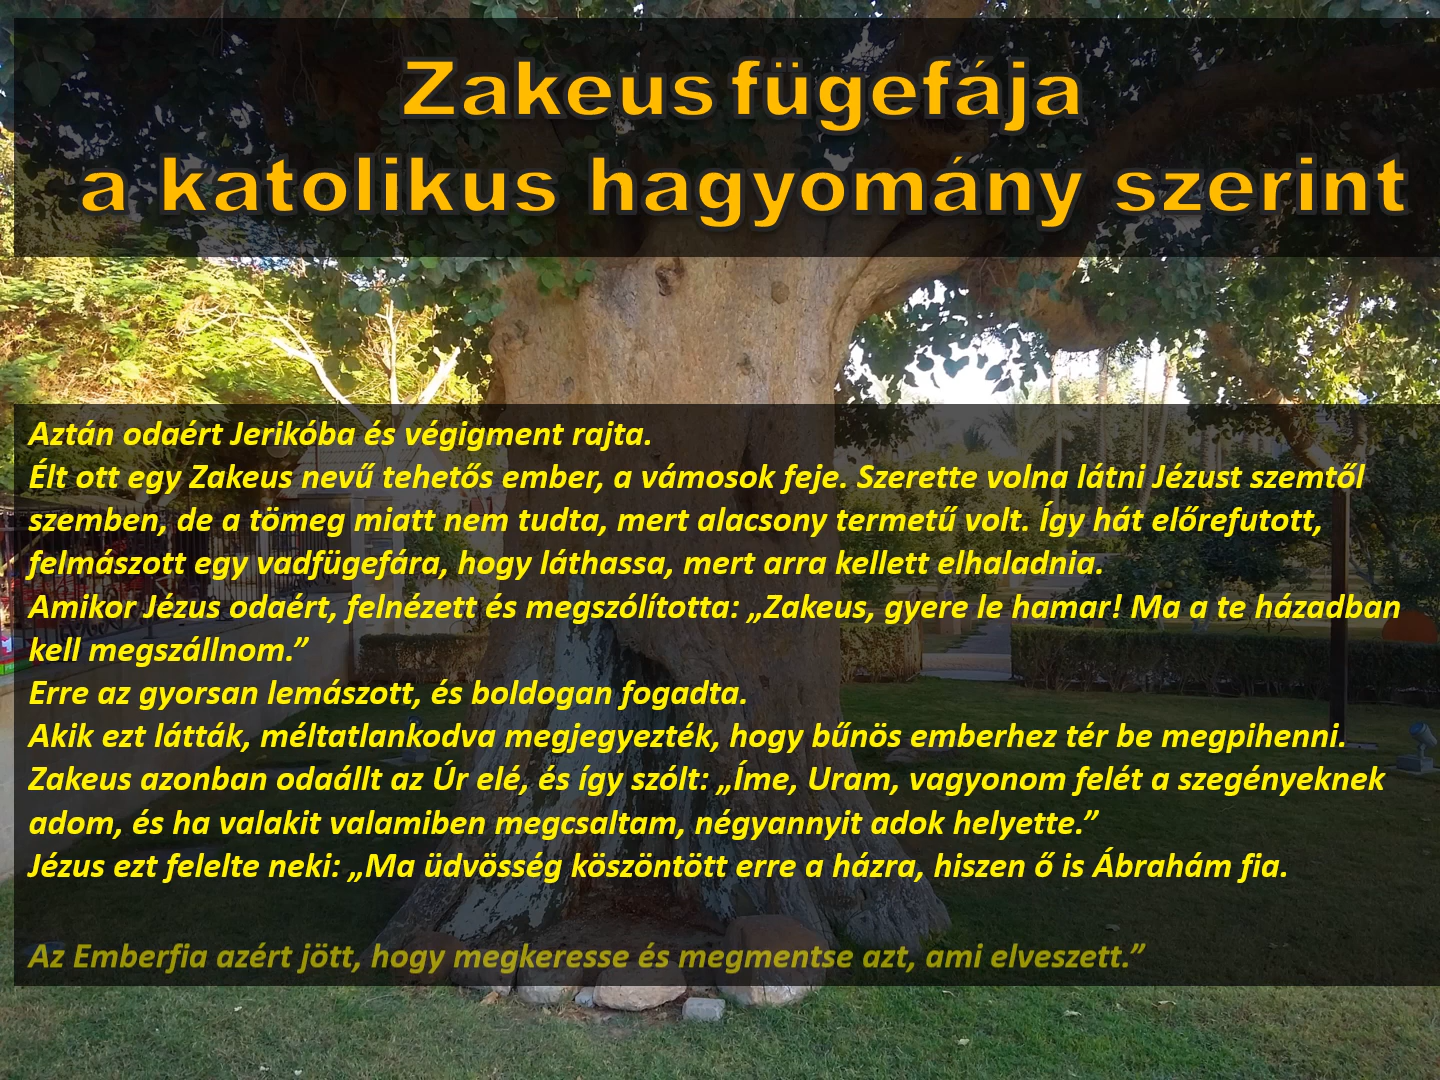 Zakeus fügefája
a katolikus hagyomány szerint
Aztán odaért Jerikóba és végigment rajta.
Élt ott egy Zakeus nevű tehetős ember, a vámosok feje. Szerette volna látni Jézust szemtől
szemben, de a tömeg miatt nem tudta, mert alacsony termetű volt. Így hát előrefutott,
felmászott egy vadfügefára, hogy láthassa, mert arra kellett elhaladnia.
Amikor Jézus odaért, felnézett és megszólította: „Zakeus, gyere le hamar! Ma a te házadban
kell megszállnom.”
Erre az gyorsan lemászott, és boldogan fogadta.
Akik ezt látták, méltatlankodva megjegyezték, hogy bűnös emberhez tér be megpihenni.
Zakeus azonban odaállt az Úr elé, és így szólt: „Íme, Uram, vagyonom felét a szegényeknek
adom, és ha valakit valamiben megcsaltam, négyannyit adok helyette.”
Jézus ezt felelte neki: „Ma üdvösség köszöntött erre a házra, hiszen ő is Ábrahám fia.
Az Emberfia azért jött, hogy megkeresse és megmentse azt, ami elveszett.”